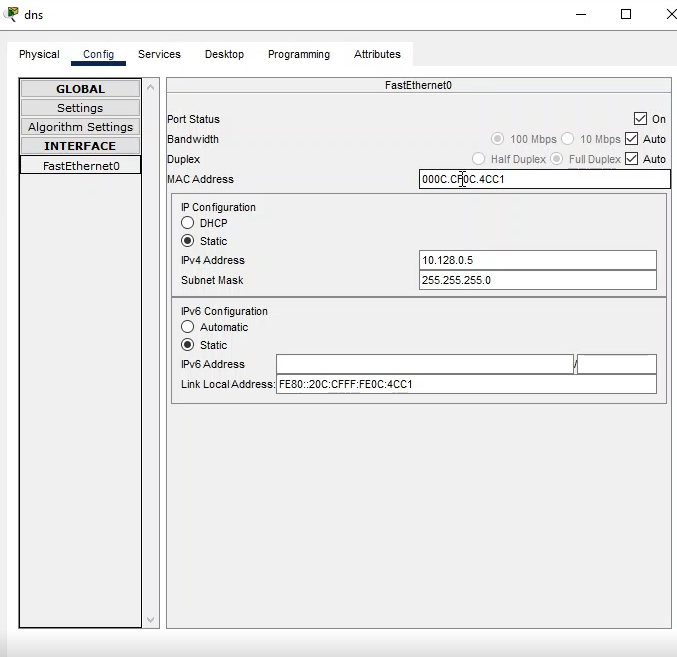 dns
Physical Config Services Desktop Programming Attributes
GLOBAL
Settings
Algorithm Settings
INTERFACE
FastEthernet0
FastEthernet0
Port Status On
Bandwidth 100 Mbps 10 Mbps Auto
Duplex Half Duplex Full Duplex Auto
MAC Address 000C.CF0C.4CC1
IP Configuration
DHCP
Static
IPv4 Address 10.128.0.5
Subnet Mask 255.255.255.0
IPv6 Configuration
Automatic
Static
IPv6 Address /
Link Local Address: FE80::20C:CFFF:FE0C:4CC1